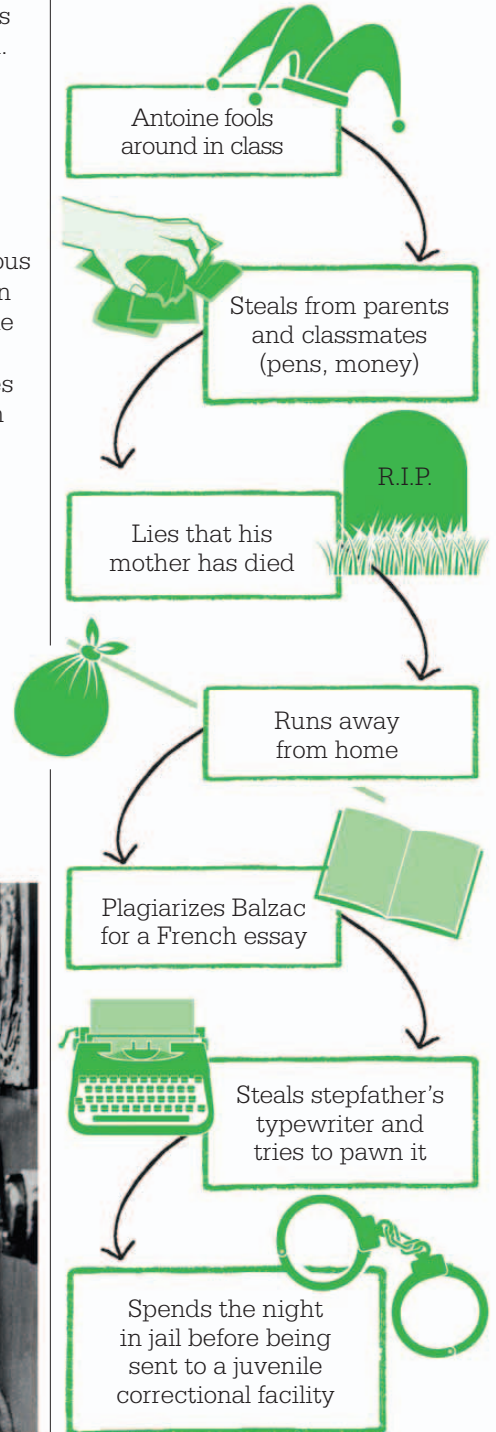 Antoine fools
around in class
Steals from parents
and classmates
(pens, money)
R.I.P.
Lies that his
mother has died
Runs away
from home
Plagiarizes Balzac
for a French essay
Steals stepfather's
typewriter and
tries to pawn it
Spends the night
in jail before being
sent to a juvenile
correctional facility